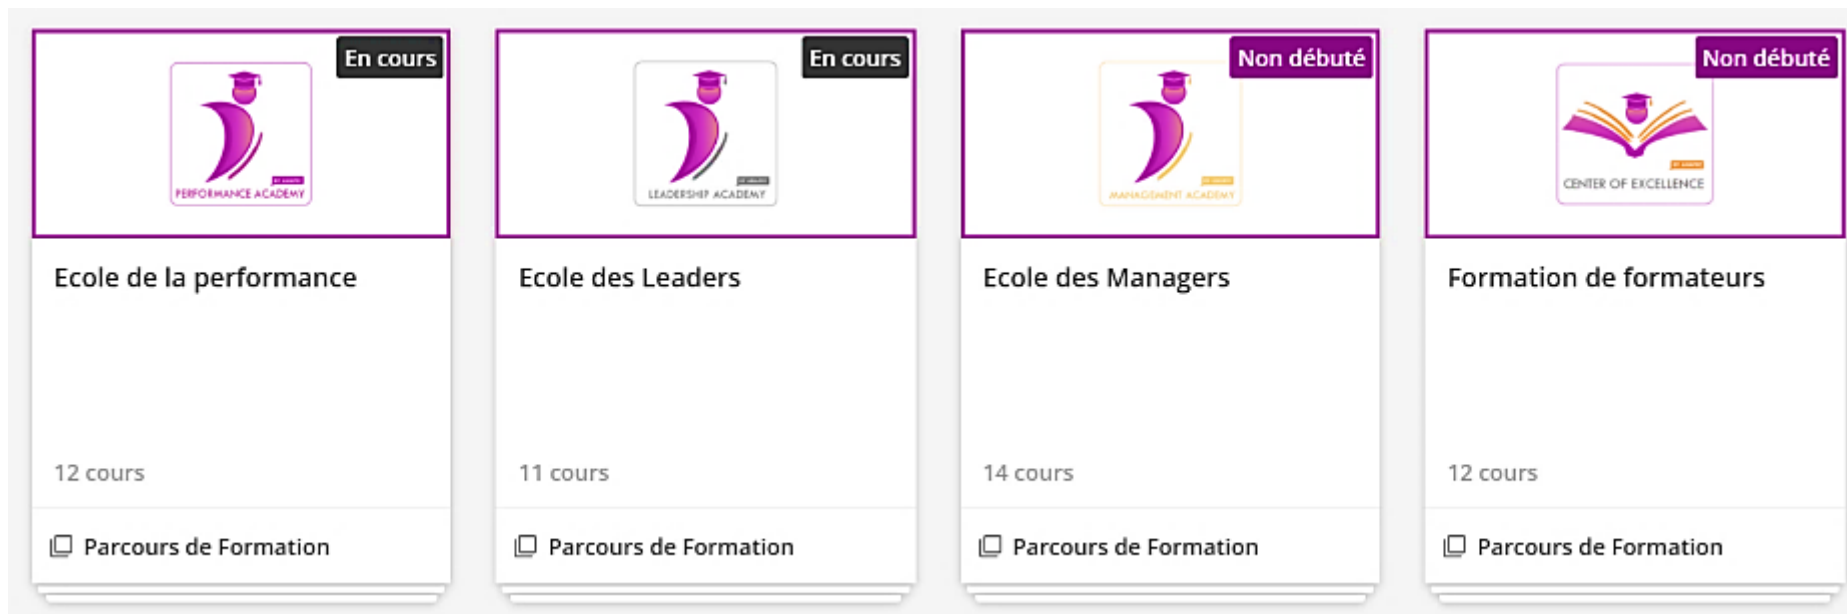 En cours
PERFORMANCE ACADEMY
Ecole de la performance
12 cours
Parcours de Formation
En cours
LEADERSHIP ACADEMY
Ecole des Leaders
11 cours
Parcours de Formation
Non débuté
MANAGEMENT ACADEMY
Ecole des Managers
14 cours
Parcours de Formation
Non débuté
CENTER OF EXCELLENCE
Formation de formateurs
12 cours
Parcours de Formation